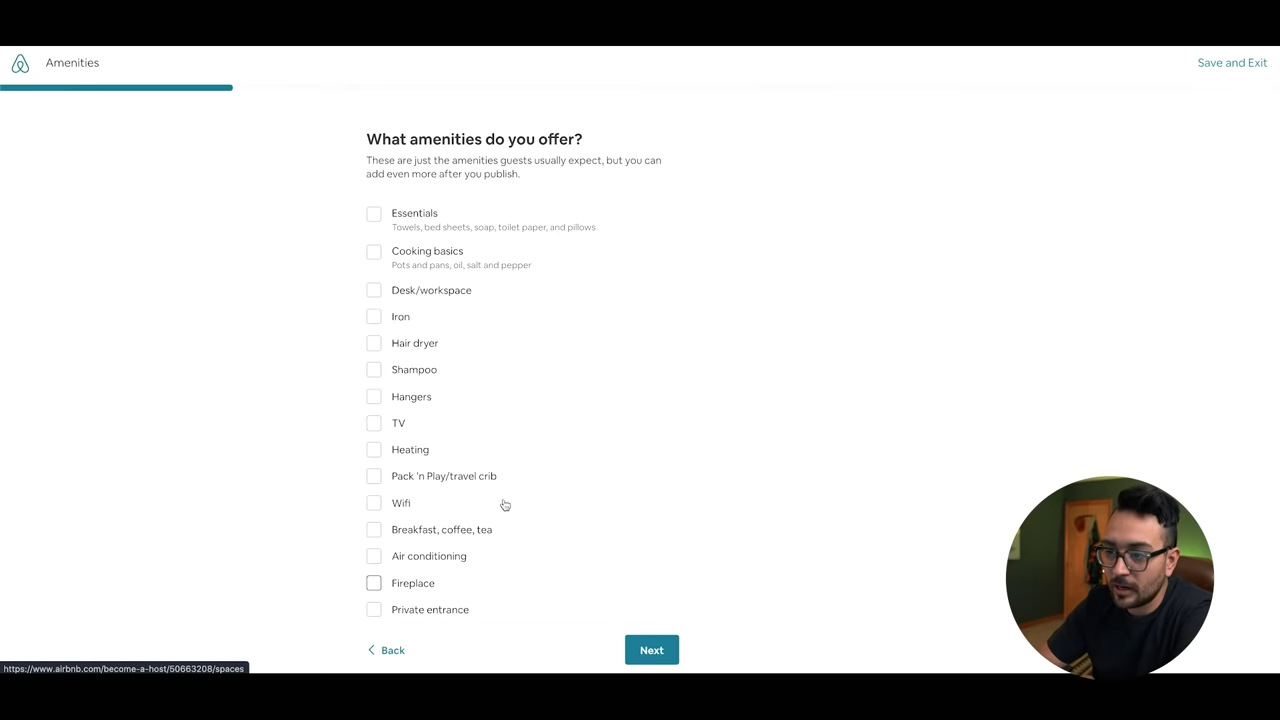 Amenities
Save and Exit
What amenities do you offer?
These are just the amenities guests usually expect, but you can
add even more after you publish.
Essentials
Towels, bed sheets, soap, toilet paper, and pillows
Cooking basics
Pots and pans, oil, salt and pepper
Desk/workspace
Iron
Hair dryer
Shampoo
Hangers
TV
Heating
Pack 'n Play/travel crib
Wifi
Breakfast, coffee, tea
Air conditioning
Fireplace
Private entrance
Back
Next
https://www.airbnb.com/become-a-host/50663208/spaces